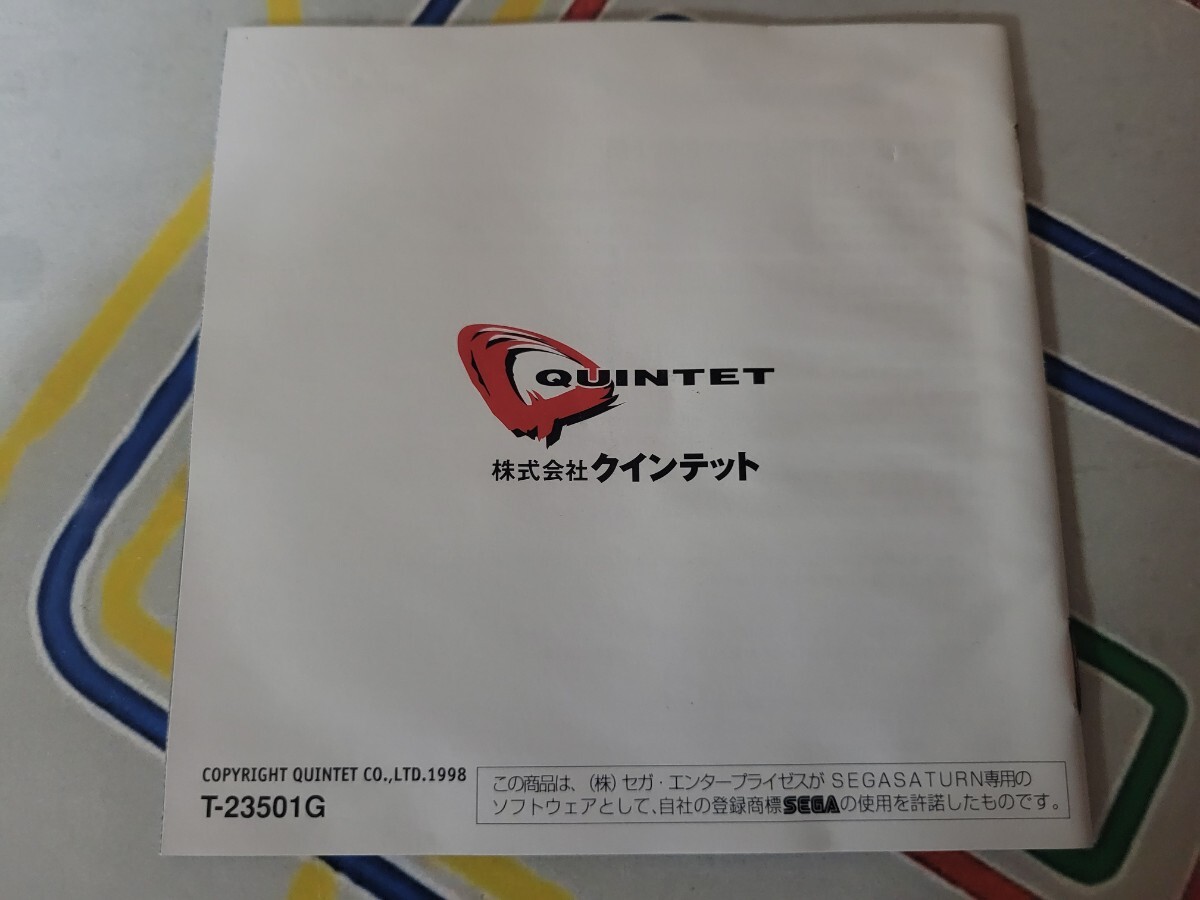 QUINTET
株式会社クインテット
COPYRIGHT QUINTET CO.,LTD.1998
T-23501G
この商品は、(株)セガ・エンタープライゼスがSEGASATURN専用の
ソフトウェアとして、自社の登録商標SEGAの使用を許諾したものです。